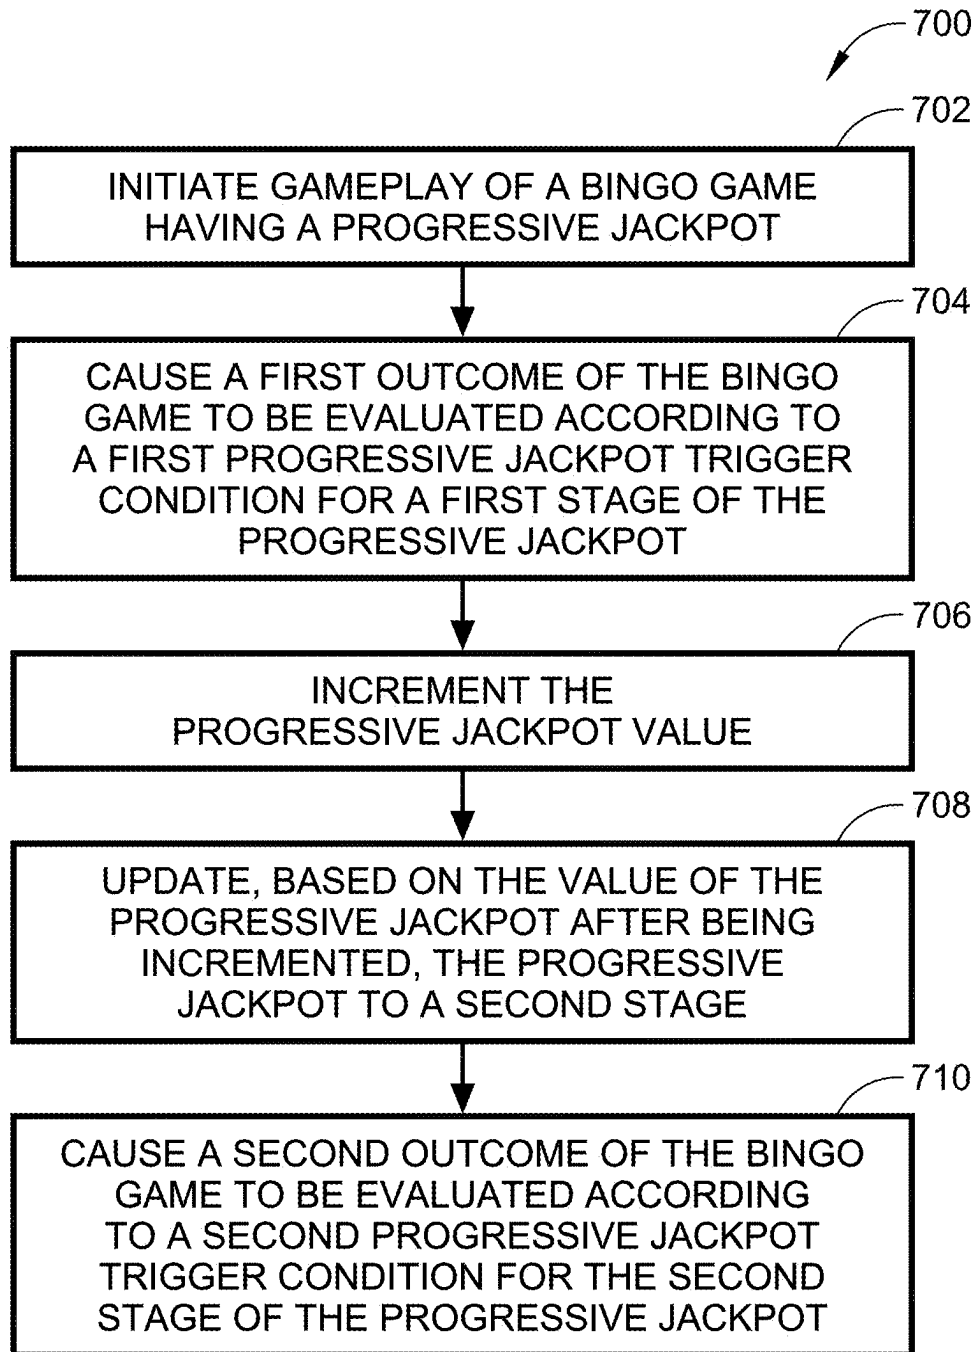 700
702
INITIATE GAMEPLAY OF A BINGO GAME
HAVING A PROGRESSIVE JACKPOT
704
CAUSE A FIRST OUTCOME OF THE BINGO
GAME TO BE EVALUATED ACCORDING TO
A FIRST PROGRESSIVE JACKPOT TRIGGER
CONDITION FOR A FIRST STAGE OF THE
PROGRESSIVE JACKPOT
706
INCREMENT THE
PROGRESSIVE JACKPOT VALUE
708
UPDATE, BASED ON THE VALUE OF THE
PROGRESSIVE JACKPOT AFTER BEING
INCREMENTED, THE PROGRESSIVE
JACKPOT TO A SECOND STAGE
710
CAUSE A SECOND OUTCOME OF THE BINGO
GAME TO BE EVALUATED ACCORDING
TO A SECOND PROGRESSIVE JACKPOT
TRIGGER CONDITION FOR THE SECOND
STAGE OF THE PROGRESSIVE JACKPOT